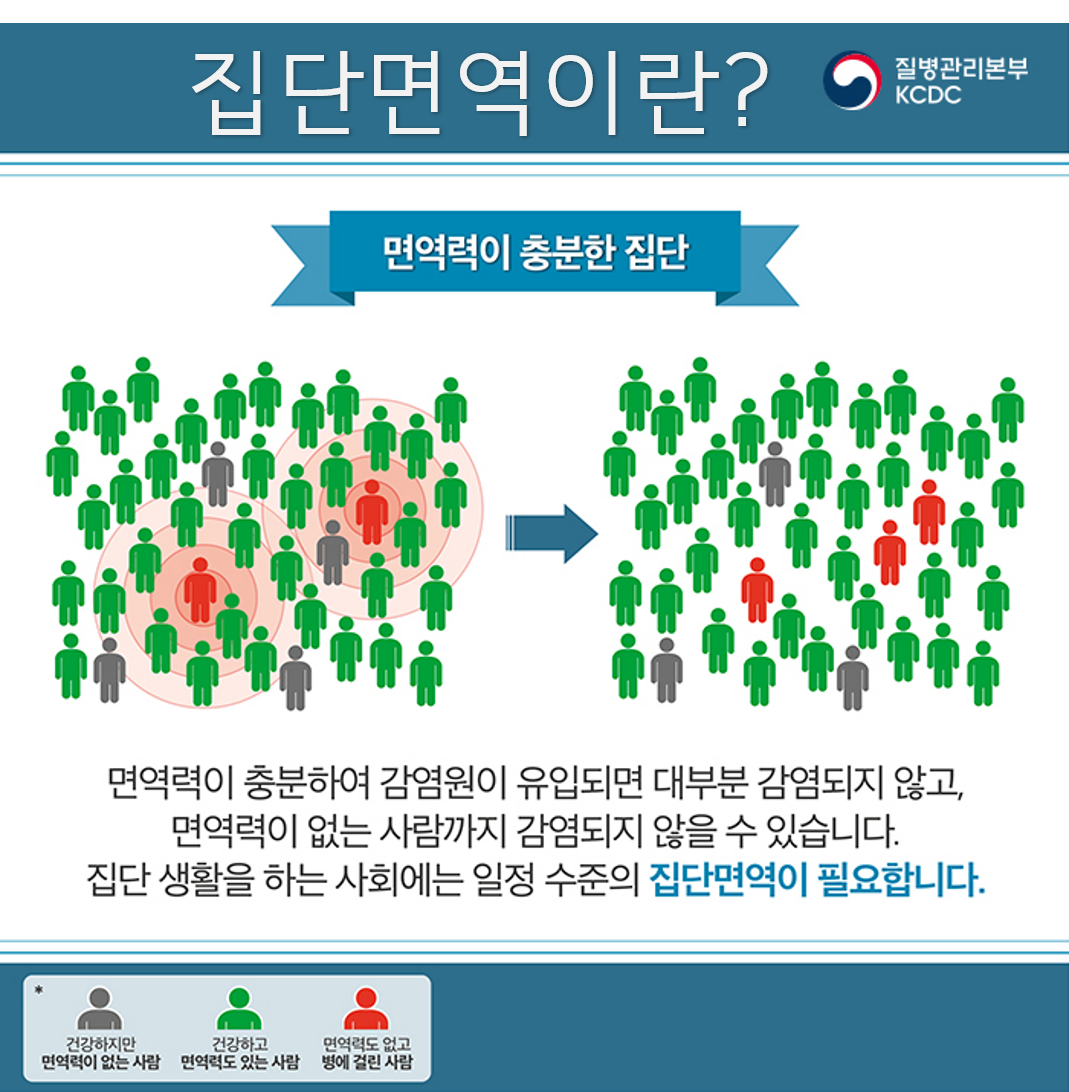 집단면역이란?
질병관리본부
KCDC
면역력이 충분한 집단
면역력이 충분하여 감염원이 유입되면 대부분 감염되지 않고,
면역력이 없는 사람까지 감염되지 않을 수 있습니다.
집단 생활을 하는 사회에는 일정 수준의 집단면역이 필요합니다.
*
건강하지만
면역력이 없는 사람
건강하고
면역력도 있는 사람
면역력도 없고
병에 걸린 사람